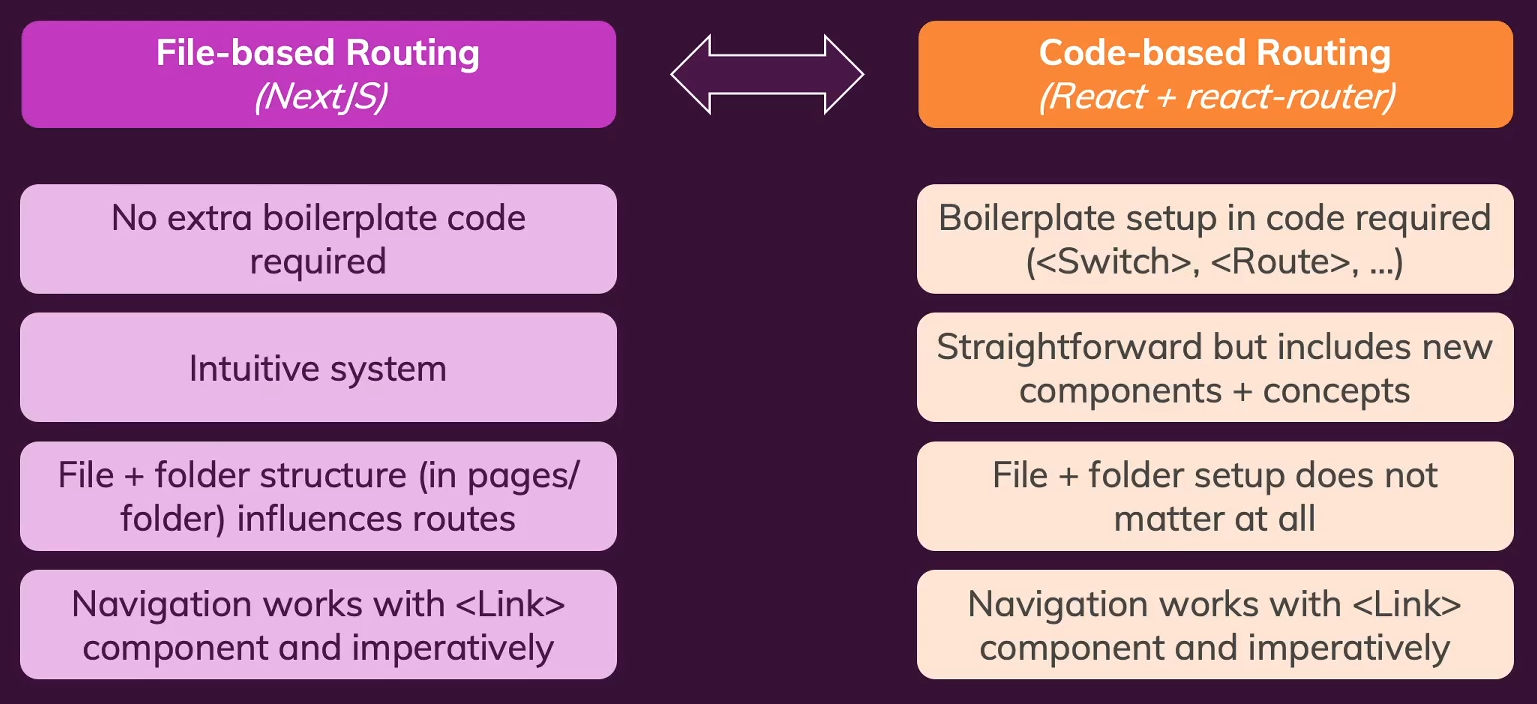 File-based Routing
(NextJS)
Code-based Routing
(React + react-router)
No extra boilerplate code
required
Boilerplate setup in code required
(<Switch>, <Route>, ...)
Intuitive system
Straightforward but includes new
components + concepts
File + folder structure (in pages/
folder) influences routes
File + folder setup does not
matter at all
Navigation works with <Link>
component and imperatively
Navigation works with <Link>
component and imperatively